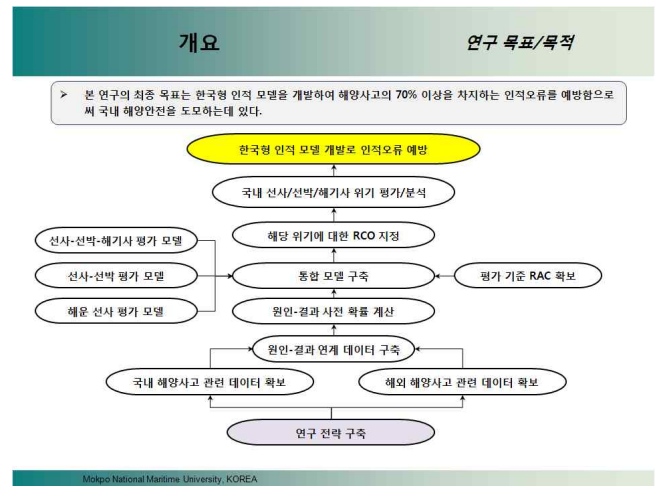 개요
연구 목표/목적
➤ 본 연구의 최종 목표는 한국형 인적 모델을 개발하여 해양사고의 70% 이상을 차지하는 인적오류를 예방함으로
써 국내 해양안전을 도모하는데 있다.
한국형 인적 모델 개발로 인적오류 예방
국내 선사/선박/해기사 위기 평가/분석
해당 위기에 대한 RCO 지정
선사-선박-해기사 평가 모델
선사-선박 평가 모델
통합 모델 구축
평가 기준 RAC 확보
해운 선사 평가 모델
원인-결과 사전 확률 계산
원인-결과 연계 데이터 구축
국내 해양사고 관련 데이터 확보
해외 해양사고 관련 데이터 확보
연구 전략 구축
Mokpo National Maritime University, KOREA